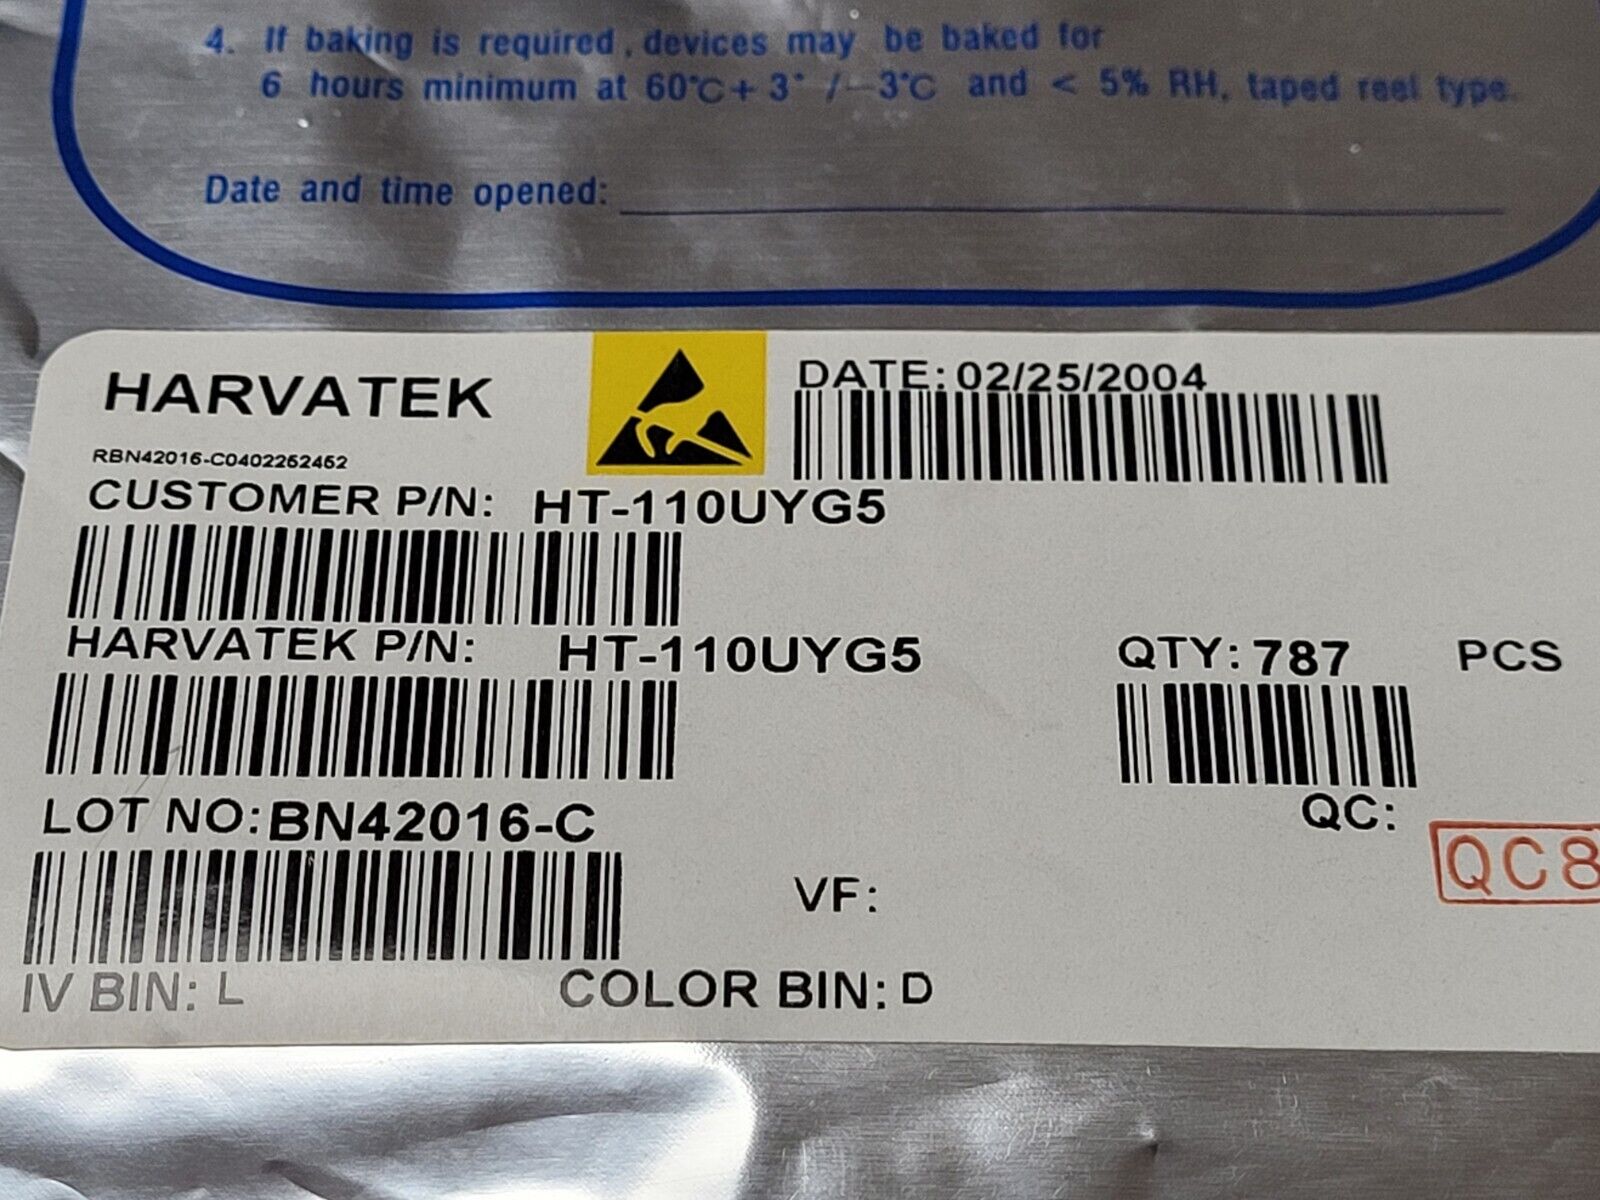 4. If baking is required, devices may be baked for
6 hours minimum at 60°C + 3° / -3°C and < 5% RH, taped reel type.
Date and time opened:
HARVATEK
DATE: 02/25/2004
RBN42016-C0402252452
CUSTOMER P/N: HT-110UYG5
HARVATEK P/N: HT-110UYG5
QTY: 787 PCS
LOT NO: BN42016-C
QC:
QC8
VF:
IV BIN: L
COLOR BIN: D